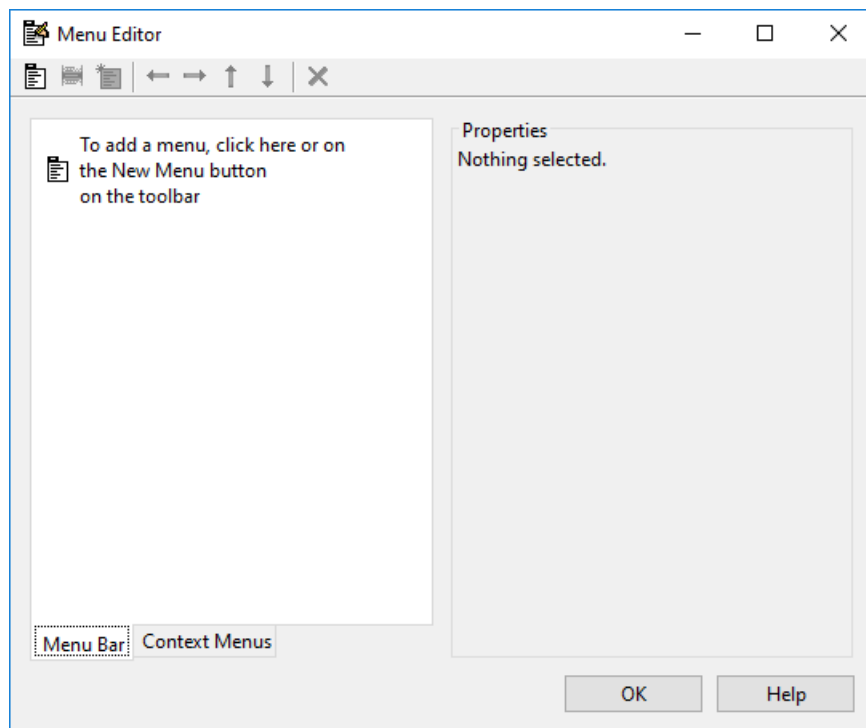 Menu Editor
To add a menu, click here or on
the New Menu button
on the toolbar
Properties
Nothing selected.
Menu Bar
Context Menus
OK
Help